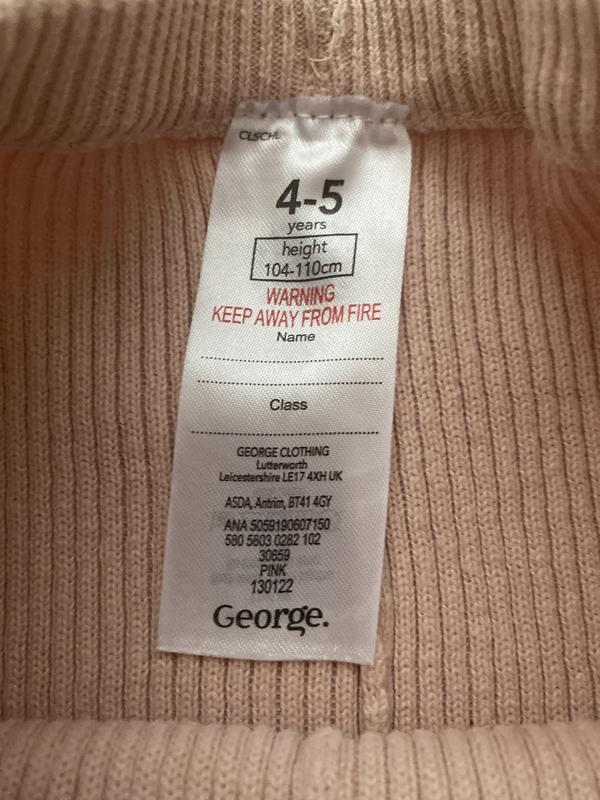 CLSCHL
4-5
years
height
104-110cm
WARNING
KEEP AWAY FROM FIRE
Name
Class
GEORGE CLOTHING
Lutterworth
Leicestershire LE17 4XH UK
ASDA, Antrim, BT41 4GY
ANA 5059190607150
580 5803 0282 102
30659
PINK
130122
George.